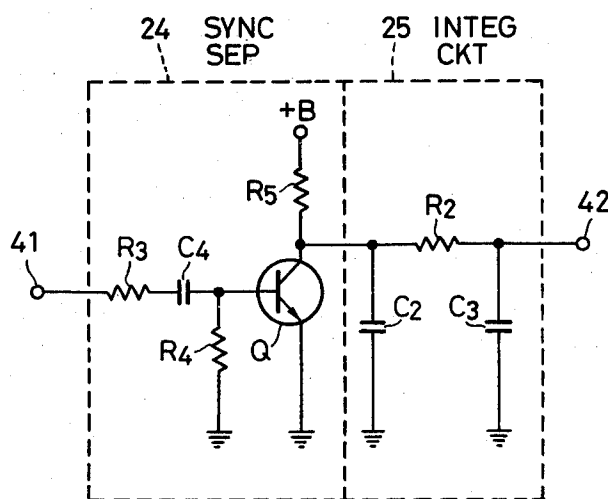 24 SYNC SEP
25 INTEG CKT
+B
R5
R2
42
41
R3
C4
R4
Q
C2
C3